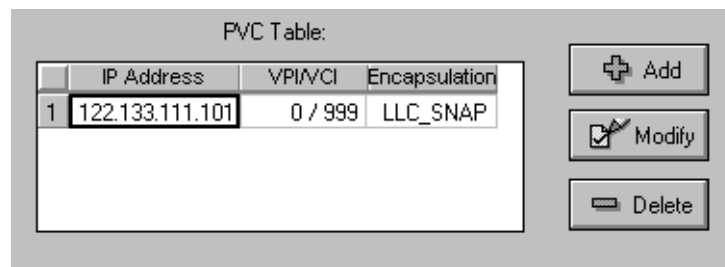 PVC Table:
IP Address VPI/VCI Encapsulation
1 122.133.111.101 0 / 999 LLC_SNAP
Add
Modify
Delete